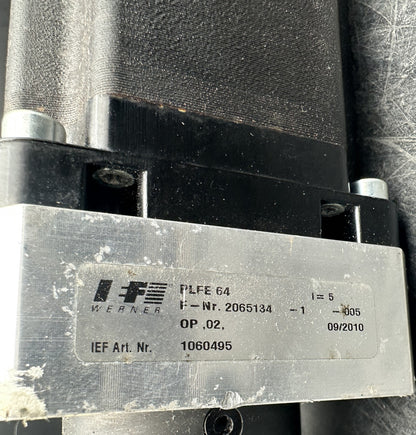 IEF PLFE 64 I = 5
WERNER F-Nr. 2065134 -1 -005
OP .02. 09/2010
IEF Art. Nr. 1060495